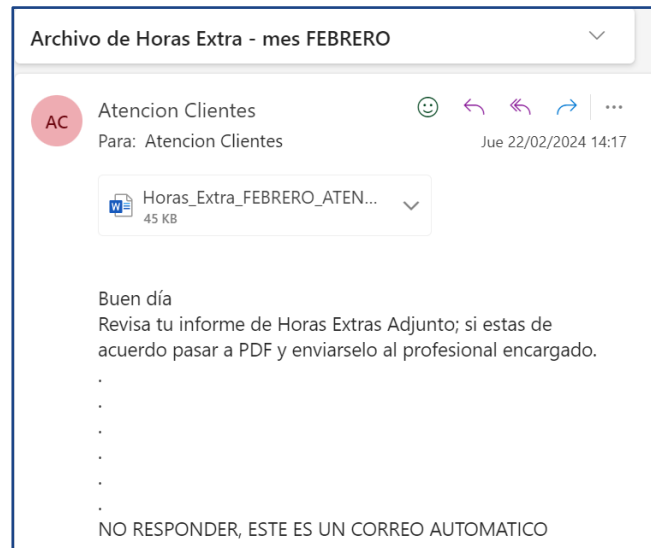 Archivo de Horas Extra - mes FEBRERO
AC
Atencion Clientes
Para: Atencion Clientes
Jue 22/02/2024 14:17
Horas_Extra_FEBRERO_ATEN...
45 KB
Buen día
Revisa tu informe de Horas Extras Adjunto; si estas de
acuerdo pasar a PDF y enviarselo al profesional encargado.
.
.
.
.
.
.
NO RESPONDER, ESTE ES UN CORREO AUTOMATICO